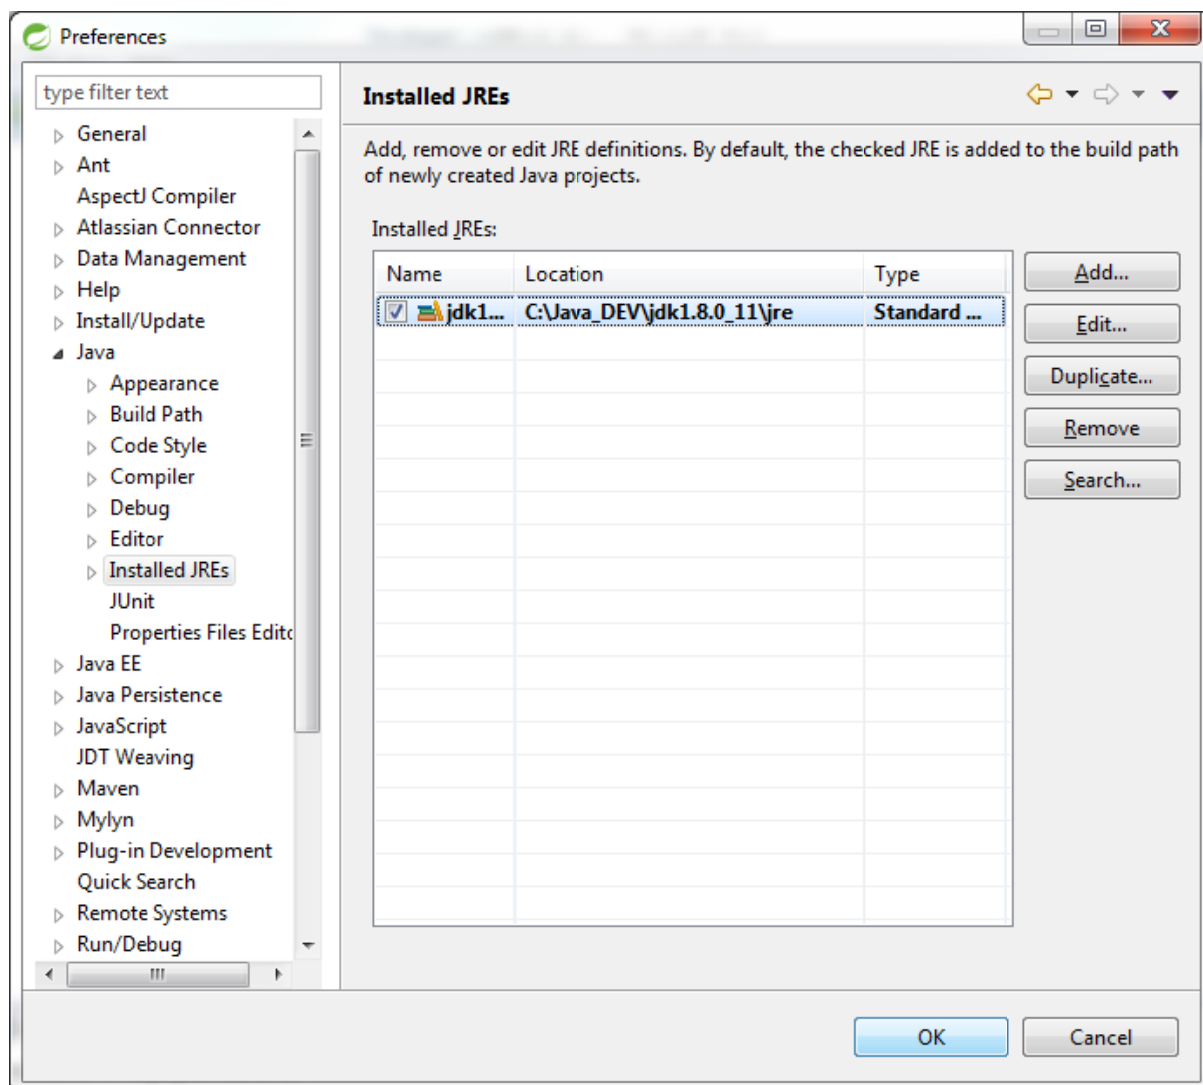 Preferences
type filter text
General
Ant
AspectJ Compiler
Atlassian Connector
Data Management
Help
Install/Update
Java
Appearance
Build Path
Code Style
Compiler
Debug
Editor
Installed JREs
JUnit
Properties Files Edito
Java EE
Java Persistence
JavaScript
JDT Weaving
Maven
Mylyn
Plug-in Development
Quick Search
Remote Systems
Run/Debug
Installed JREs
Add, remove or edit JRE definitions. By default, the checked JRE is added to the build path
of newly created Java projects.
Installed JREs:
Name Location Type
jdk1... C:\Java_DEV\jdk1.8.0_11\jre Standard ...
Add...
Edit...
Duplicate...
Remove
Search...
OK Cancel